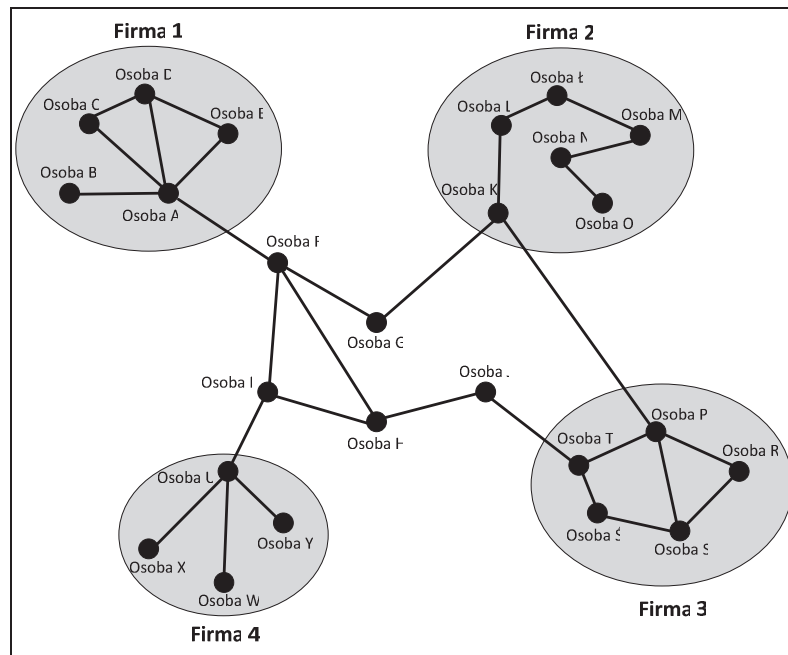 Firma 1
Firma 2
Osoba D
Osoba C
Osoba E
Osoba B
Osoba A
Osoba Ł
Osoba L
Osoba M
Osoba N
Osoba K
Osoba O
Osoba F
Osoba G
Osoba I
Osoba J
Osoba H
Osoba P
Osoba T
Osoba R
Osoba U
Osoba Ś
Osoba S
Osoba Y
Osoba X
Osoba W
Firma 3
Firma 4